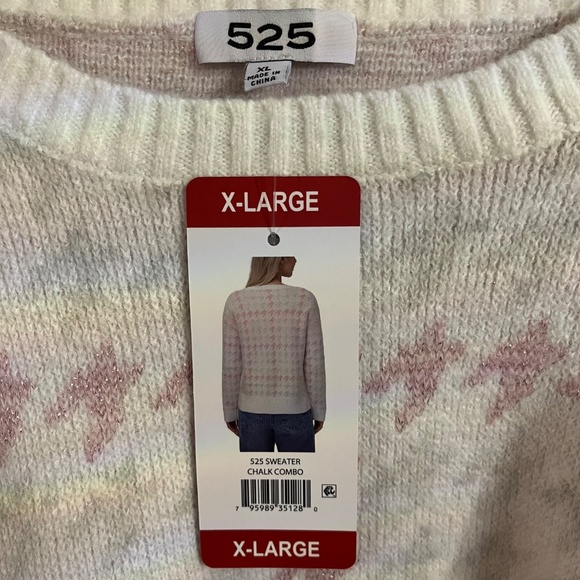 525
XL
MADE IN
CHINA
X-LARGE
525 SWEATER
CHALK COMBO
7 95989 35128 0
X-LARGE